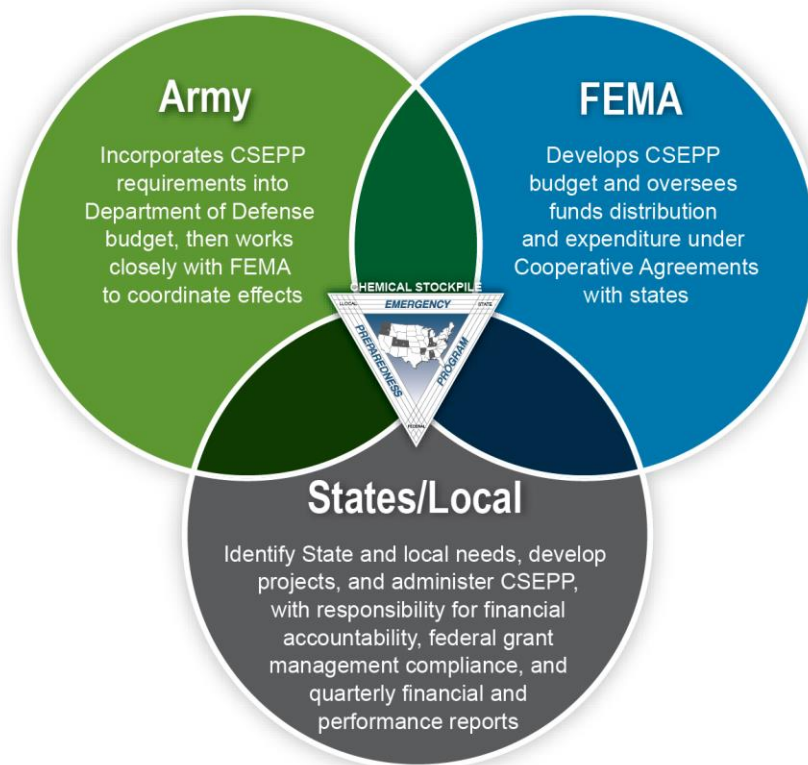 Army
Incorporates CSEPP
requirements into
Department of Defense
budget, then works
closely with FEMA
to coordinate effects
FEMA
Develops CSEPP
budget and oversees
funds distribution
and expenditure under
Cooperative Agreements
with states
CHEMICAL STOCKPILE
LLOCAL
EMERGENCY
STATE
PREPAREDNESS
PROGRAM
FEDERAL
States/Local
Identify State and local needs, develop
projects, and administer CSEPP,
with responsibility for financial
accountability, federal grant
management compliance, and
quarterly financial and
performance reports